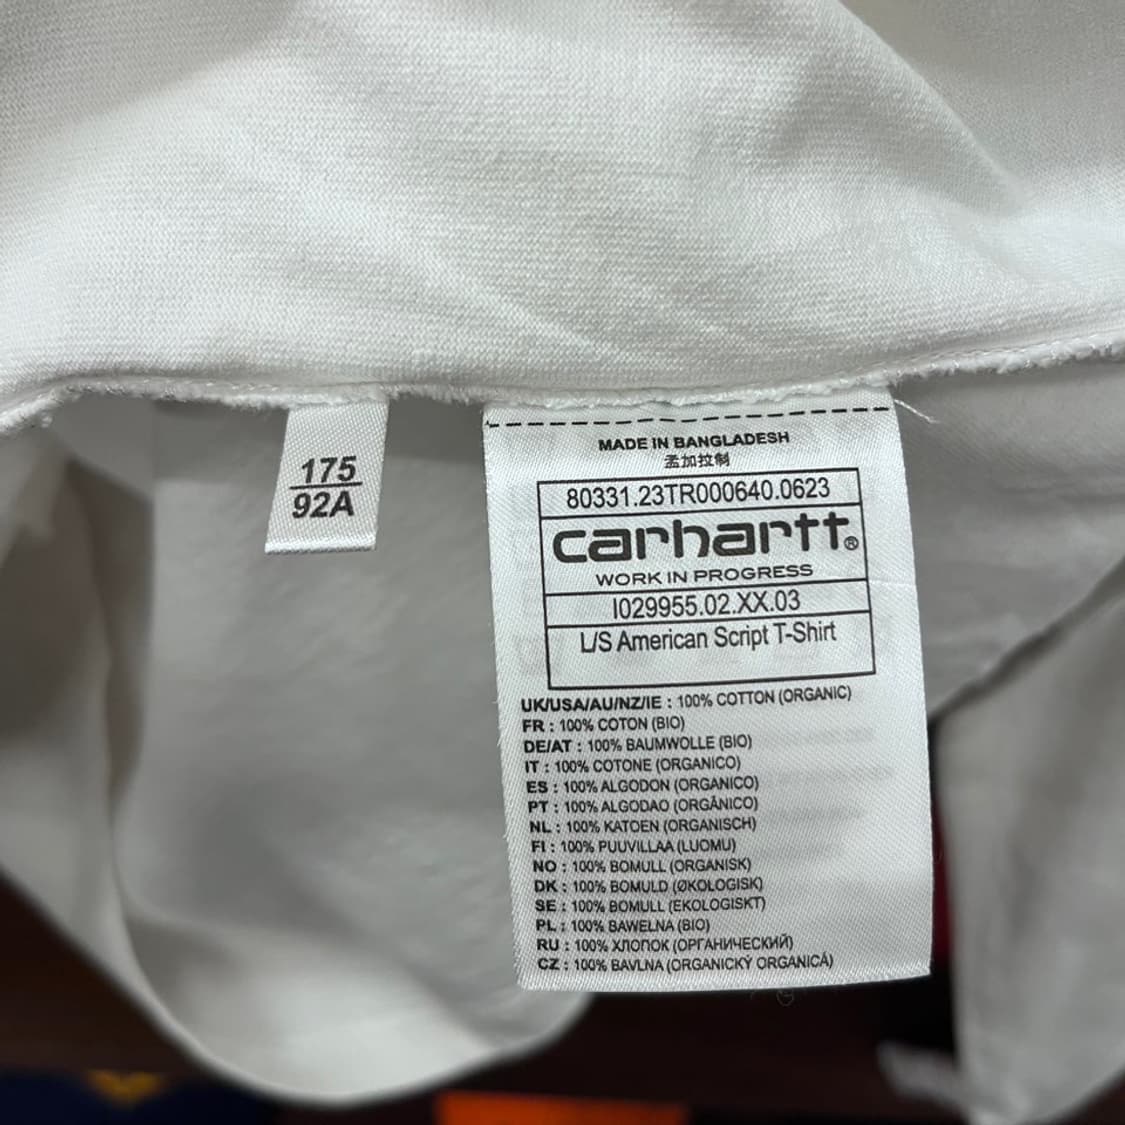 175
92A
MADE IN BANGLADESH
孟加拉制
80331.23TR000640.0623
carhartt®
WORK IN PROGRESS
I029955.02.XX.03
L/S American Script T-Shirt
UK/USA/AU/NZ/IE : 100% COTTON (ORGANIC)
FR : 100% COTON (BIO)
DE/AT : 100% BAUMWOLLE (BIO)
IT : 100% COTONE (ORGANICO)
ES : 100% ALGODON (ORGANICO)
PT : 100% ALGODAO (ORGÂNICO)
NL : 100% KATOEN (ORGANISCH)
FI : 100% PUUVILLAA (LUOMU)
NO : 100% BOMULL (ORGANISK)
DK : 100% BOMULD (ØKOLOGISK)
SE : 100% BOMULL (EKOLOGISKT)
PL : 100% BAWELNA (BIO)
RU : 100% ХЛОПОК (ОРГАНИЧЕСКИЙ)
CZ : 100% BAVLNA (ORGANICKÝ ORGANICÁ)